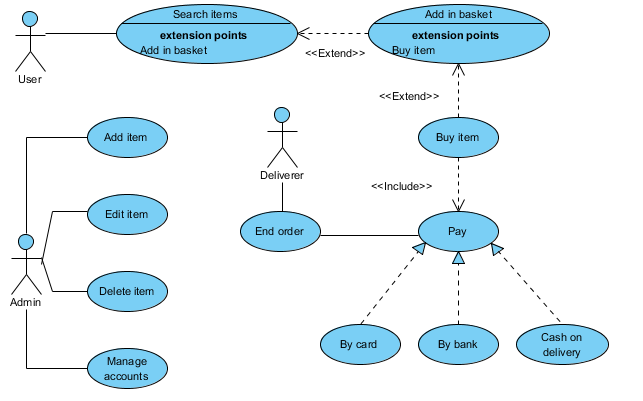 Search items
extension points
Add in basket
<<Extend>>
Add in basket
extension points
Buy item
User
<<Extend>>
Add item
Buy item
Deliverer
<<Include>>
Edit item
End order
Pay
Admin
Delete item
By card
By bank
Cash on
delivery
Manage
accounts